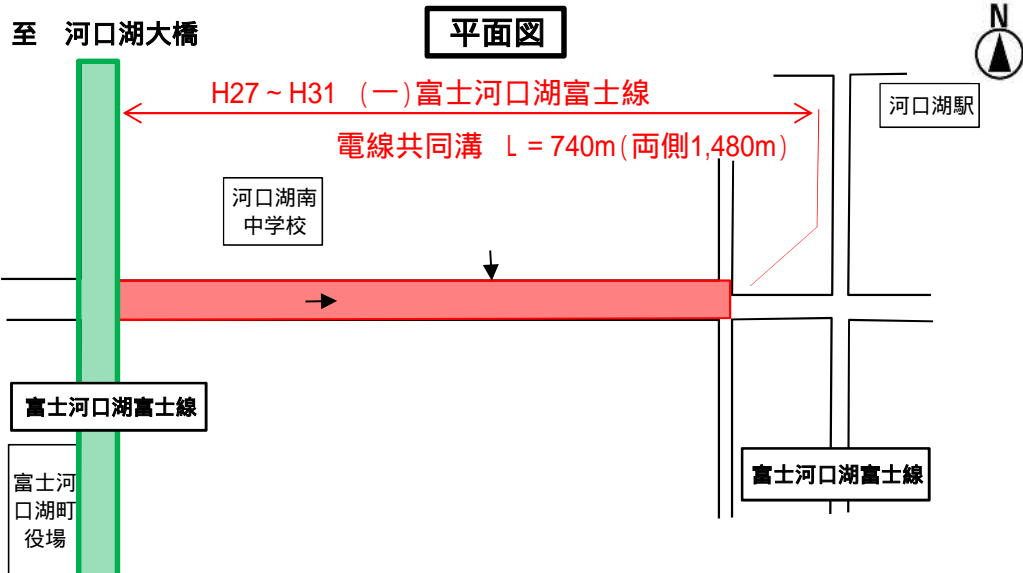 至　河口湖大橋
平面図
N
H27～H31　(一)富士河口湖富士線
電線共同溝　L＝740m(両側1,480m)
河口湖駅
河口湖南
中学校
富士河口湖富士線
富士河口湖富士線
富士河
口湖町
役場